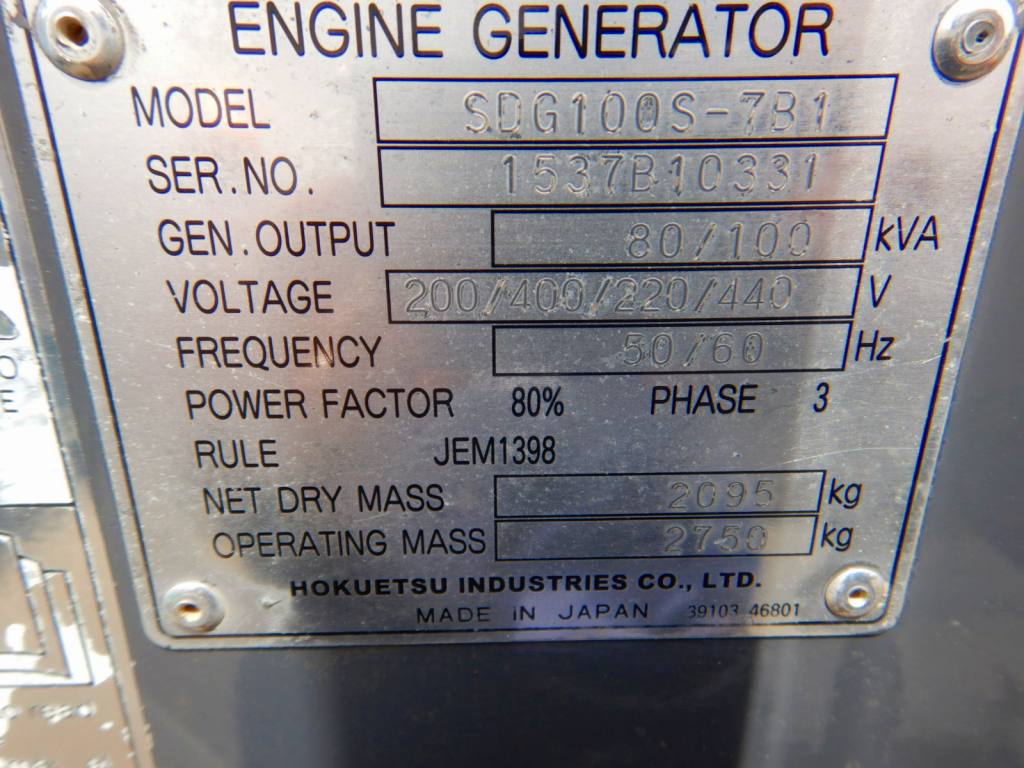 ENGINE GENERATOR
MODEL SDG100S-7B1
SER.NO. 1537B10331
GEN.OUTPUT 80/100 kVA
VOLTAGE 200/400/220/440 V
FREQUENCY 50/60 Hz
POWER FACTOR 80% PHASE 3
RULE JEM1398
NET DRY MASS 2095 kg
OPERATING MASS 2750 kg
HOKUETSU INDUSTRIES CO., LTD.
MADE IN JAPAN 39103 46801
O
E